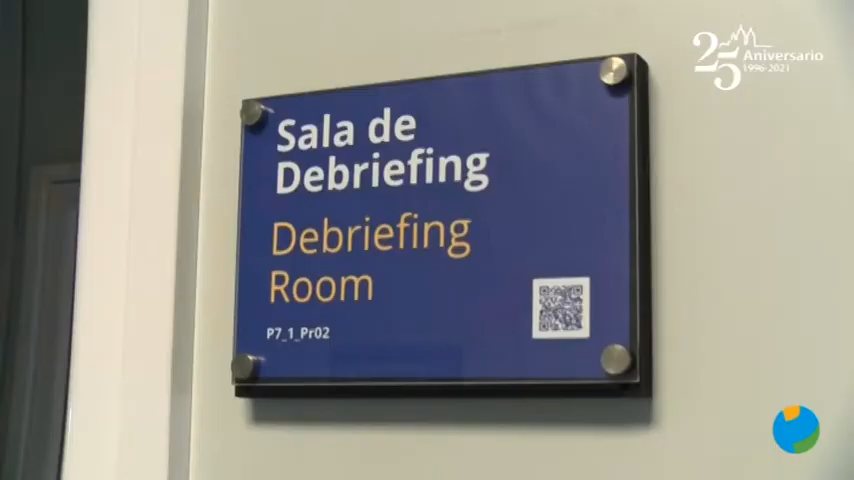 25 Aniversario
1996-2021
Sala de
Debriefing
Debriefing
Room
P7_1_Pr02